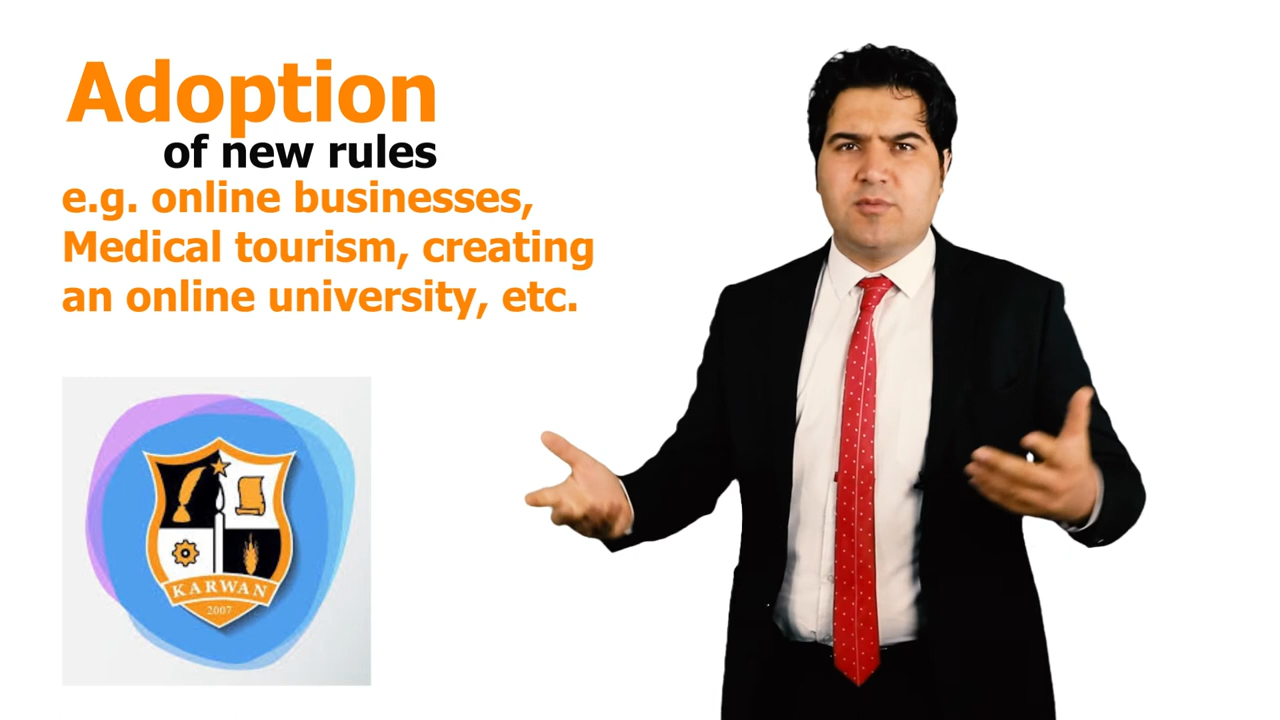 Adoption
of new rules
e.g. online businesses,
Medical tourism, creating
an online university, etc.
KARWAN
2007